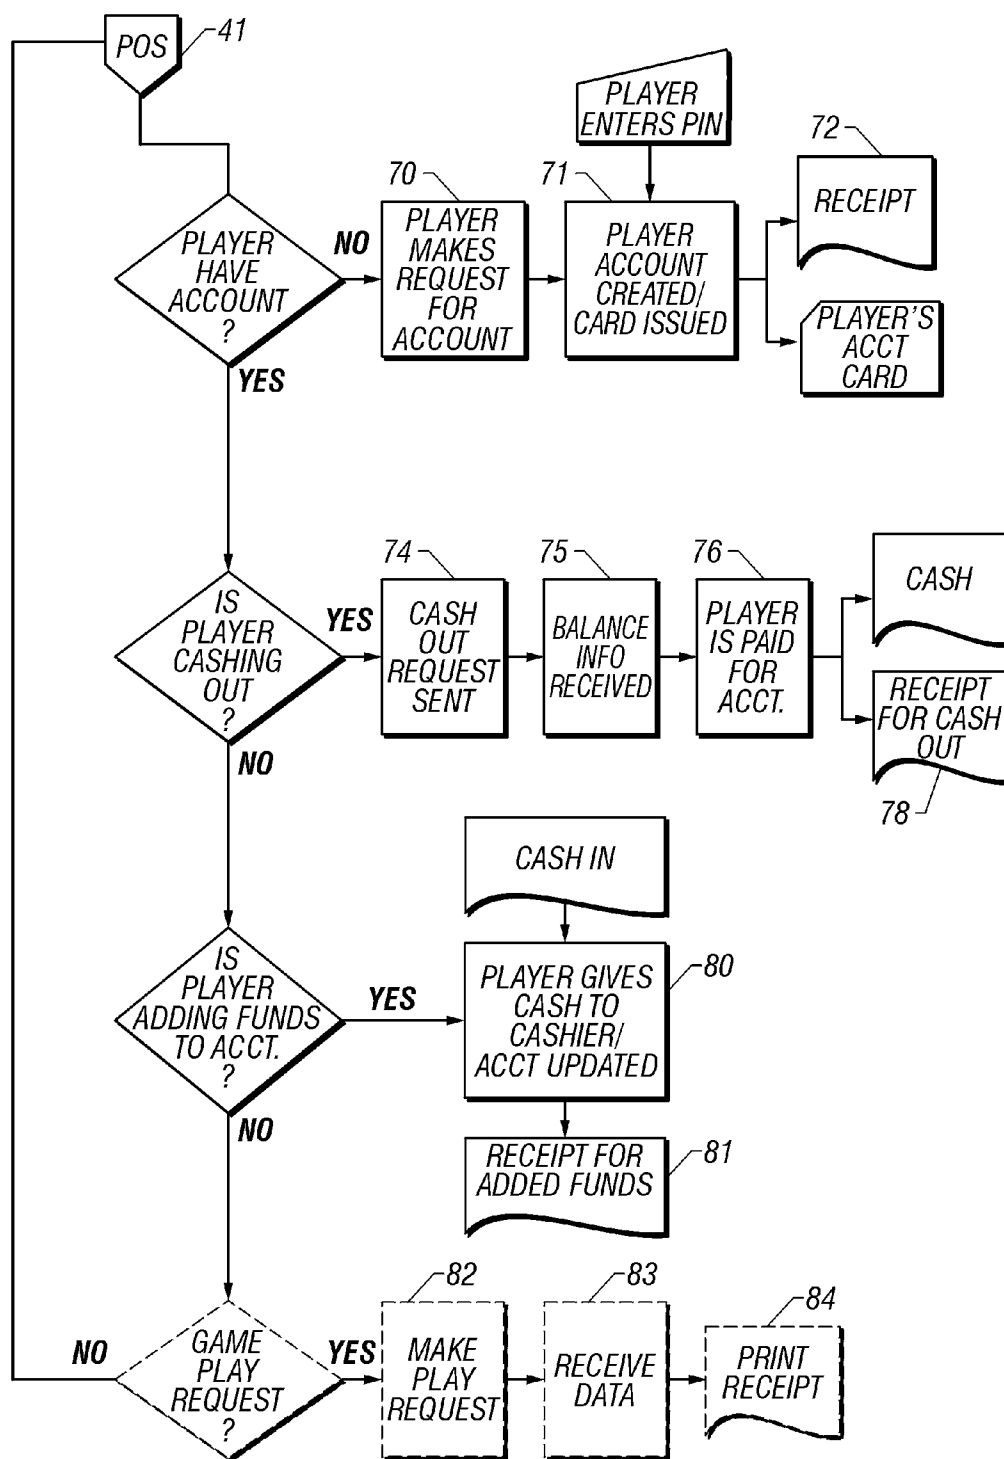 POS
41
PLAYER
ENTERS PIN
PLAYER
HAVE
ACCOUNT
?
NO
YES
70
PLAYER
MAKES
REQUEST
FOR
ACCOUNT
71
PLAYER
ACCOUNT
CREATED/
CARD ISSUED
72
RECEIPT
PLAYER'S
ACCT
CARD
IS
PLAYER
CASHING
OUT
?
YES
NO
74
CASH
OUT
REQUEST
SENT
75
BALANCE
INFO
RECEIVED
76
PLAYER
IS PAID
FOR
ACCT.
CASH
RECEIPT
FOR CASH
OUT
78
CASH IN
IS
PLAYER
ADDING FUNDS
TO ACCT.
?
YES
NO
80
PLAYER GIVES
CASH TO
CASHIER/
ACCT UPDATED
81
RECEIPT FOR
ADDED FUNDS
NO
GAME
PLAY
REQUEST
?
YES
82
MAKE
PLAY
REQUEST
83
RECEIVE
DATA
84
PRINT
RECEIPT